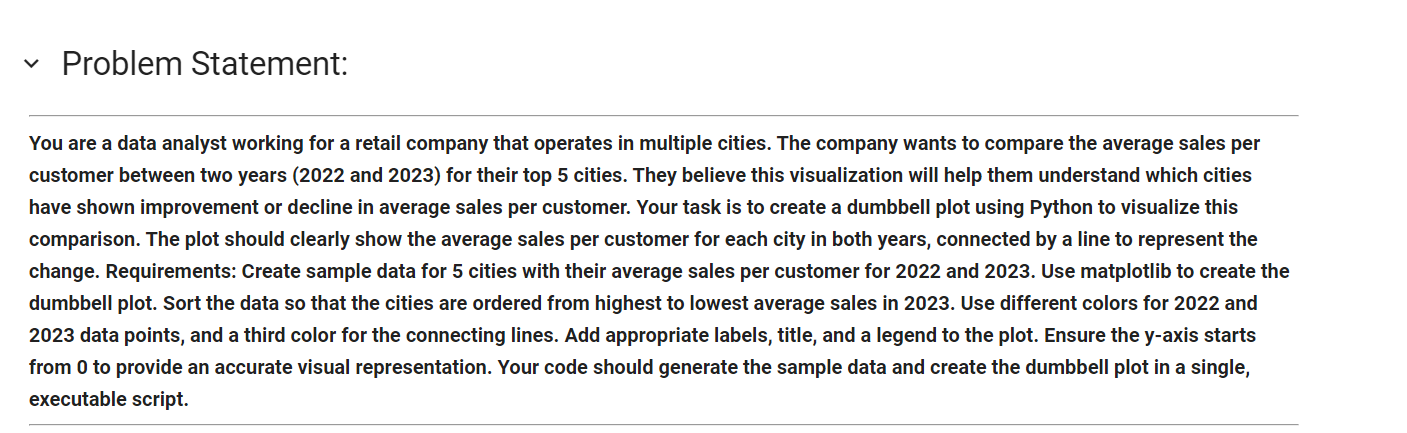 Problem Statement:
You are a data analyst working for a retail company that operates in multiple cities. The company wants to compare the average sales per
customer between two years (2022 and 2023) for their top 5 cities. They believe this visualization will help them understand which cities
have shown improvement or decline in average sales per customer. Your task is to create a dumbbell plot using Python to visualize this
comparison. The plot should clearly show the average sales per customer for each city in both years, connected by a line to represent the
change. Requirements: Create sample data for 5 cities with their average sales per customer for 2022 and 2023. Use matplotlib to create the
dumbbell plot. Sort the data so that the cities are ordered from highest to lowest average sales in 2023. Use different colors for 2022 and
2023 data points, and a third color for the connecting lines. Add appropriate labels, title, and a legend to the plot. Ensure the y-axis starts
from 0 to provide an accurate visual representation. Your code should generate the sample data and create the dumbbell plot in a single,
executable script.